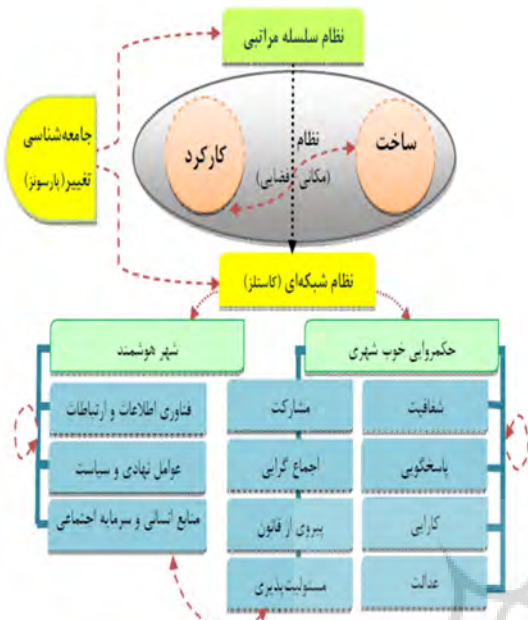 نظام سلسله مراتبی
جامعه‌شناسی
تغییر(پارسونز)
ساخت
نظام
(مکانی فضایی)
کارکرد
نظام شبکه‌ای (کاستلز)
حکمروایی خوب شهری
شفافیت
مشارکت
پاسخگویی
اجماع گرایی
کارایی
پیروی از قانون
عدالت
مسئولیت‌پذیری
شهر هوشمند
فناوری اطلاعات و ارتباطات
عوامل نهادی و سیاست
منابع انسانی و سرمایه اجتماعی